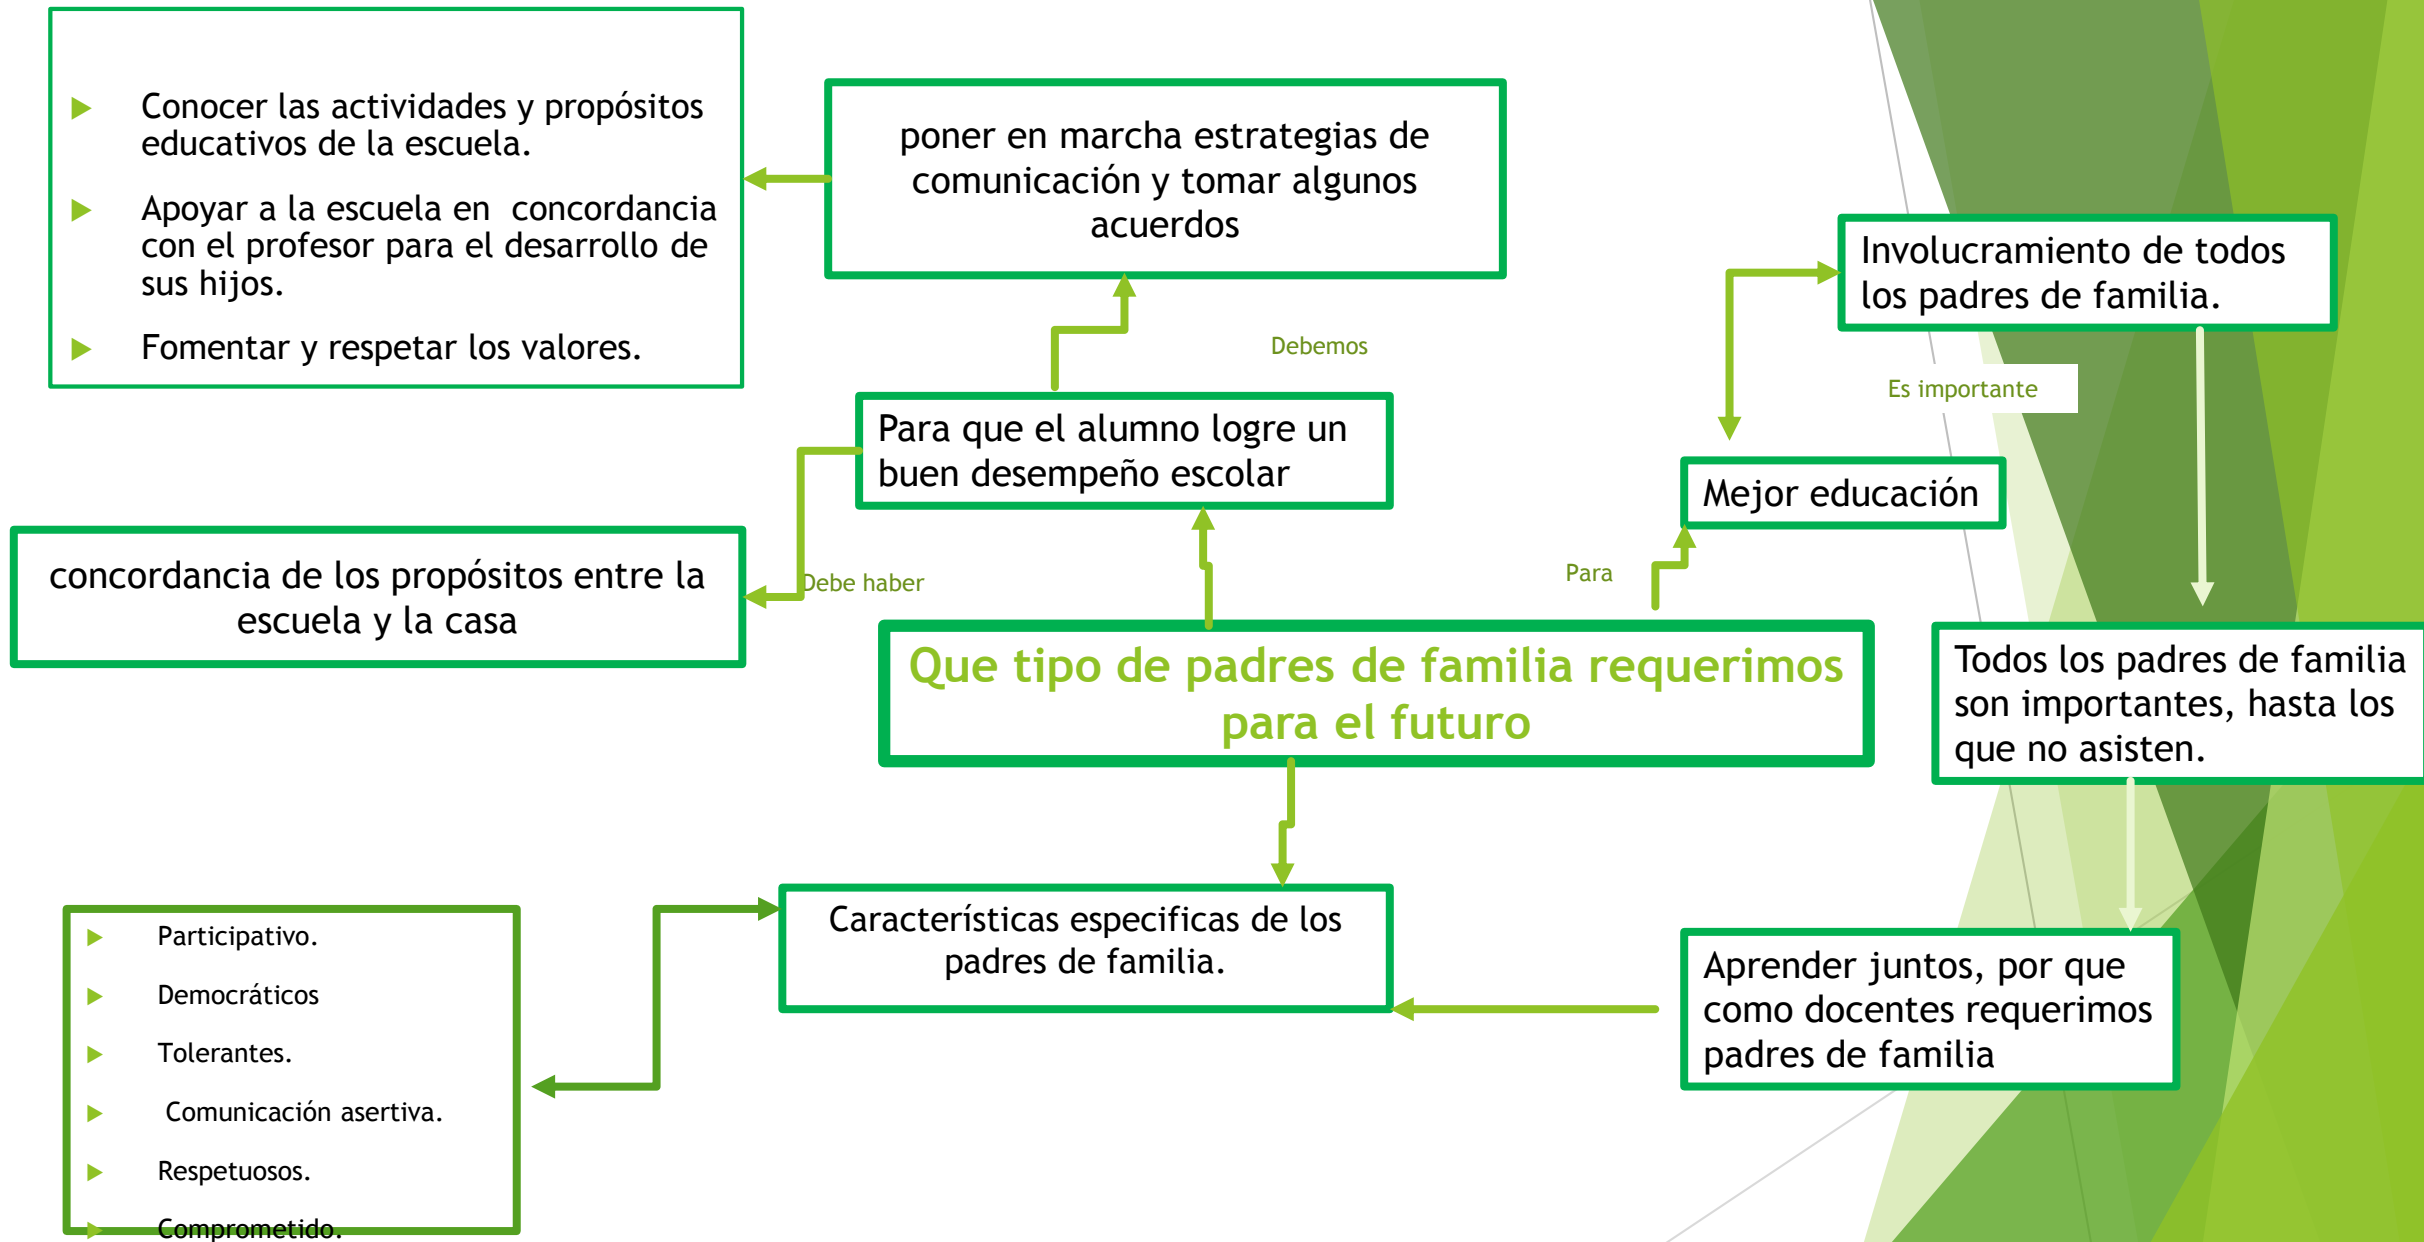 Conocer las actividades y propósitos
educativos de la escuela.
Apoyar a la escuela en  concordancia
con el profesor para el desarrollo de
sus hijos.
Fomentar y respetar los valores.
poner en marcha estrategias de
comunicación y tomar algunos
acuerdos
Involucramiento de todos
los padres de familia.
Debemos
Es importante
Para que el alumno logre un
buen desempeño escolar
Mejor educación
concordancia de los propósitos entre la
escuela y la casa
Debe haber
Para
Que tipo de padres de familia requerimos
para el futuro
Todos los padres de familia
son importantes, hasta los
que no asisten.
Características especificas de los
padres de familia.
Aprender juntos, por que
como docentes requerimos
padres de familia
Participativo.
Democráticos
Tolerantes.
Comunicación asertiva.
Respetuosos.
Comprometido.